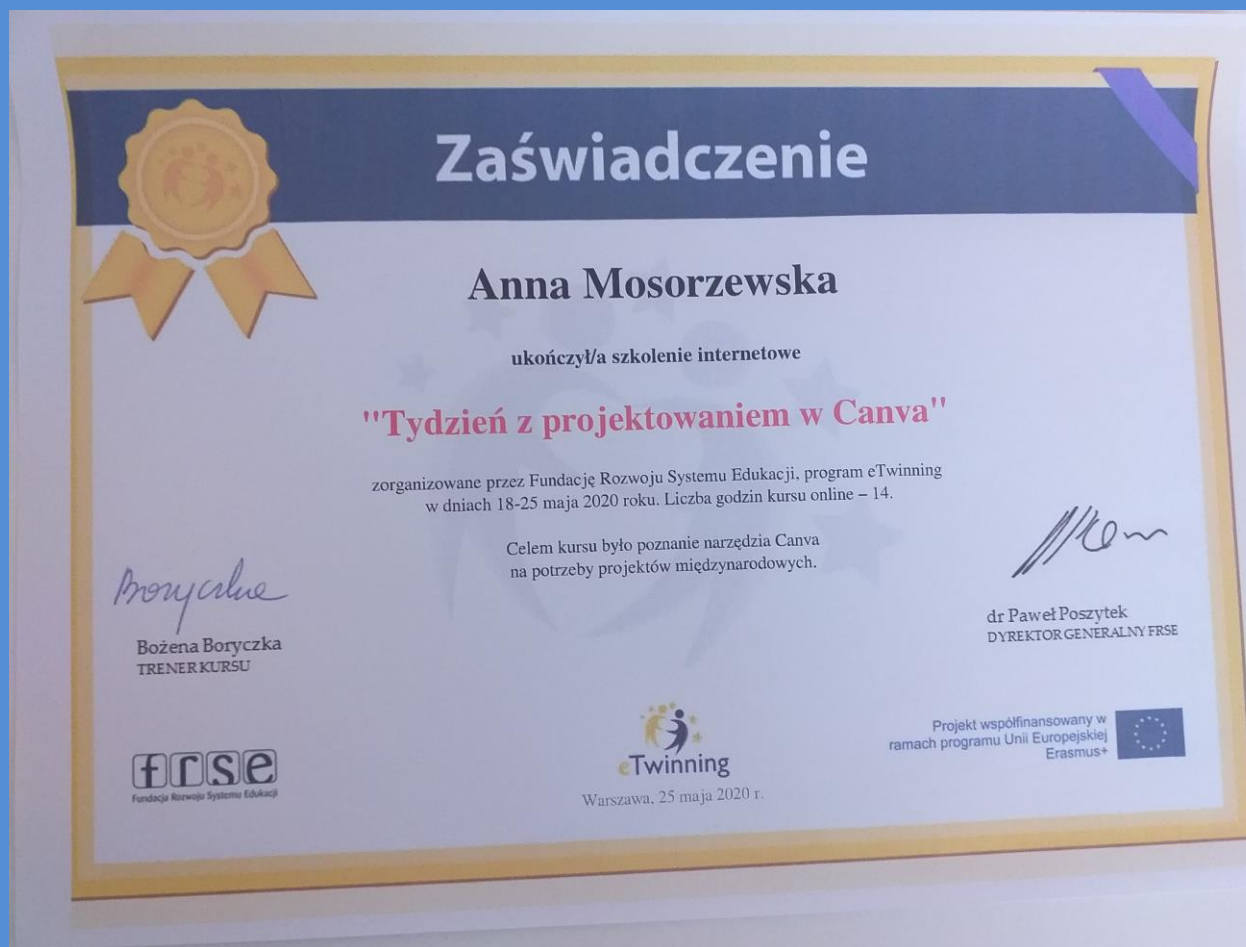 Zaświadczenie
Anna Mosorzewska
ukończył/a szkolenie internetowe
"Tydzień z projektowaniem w Canva"
zorganizowane przez Fundację Rozwoju Systemu Edukacji, program eTwinning
w dniach 18-25 maja 2020 roku. Liczba godzin kursu online – 14.
Celem kursu było poznanie narzędzia Canva
na potrzeby projektów międzynarodowych.
Boryczka
Bożena Boryczka
TRENER KURSU
dr Paweł Poszytek
DYREKTOR GENERALNY FRSE
frse
Fundacja Rozwoju Systemu Edukacji
eTwinning
Warszawa, 25 maja 2020 r.
Projekt współfinansowany w
ramach programu Unii Europejskiej
Erasmus+